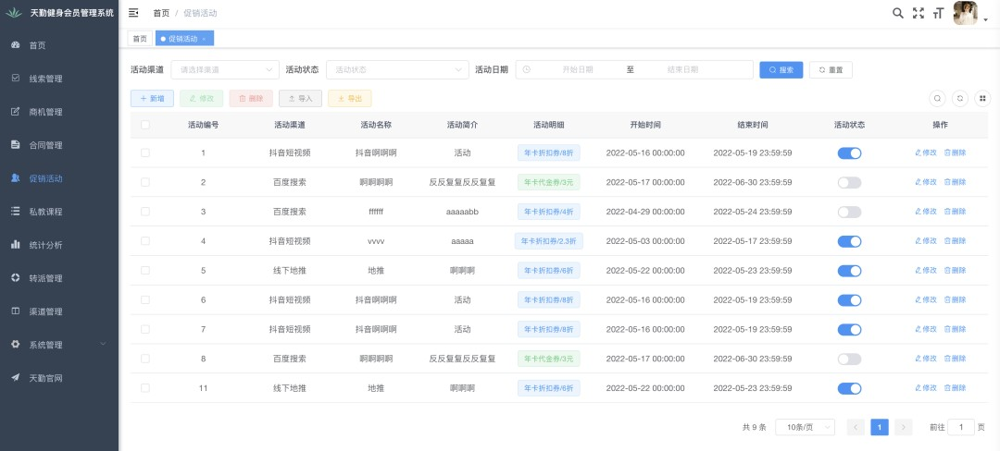 天勤健身会员管理系统
首页
线索管理
商机管理
合同管理
促销活动
私教课程
统计分析
转派管理
渠道管理
系统管理
天勤官网
首页 / 促销活动
首页 促销活动 ×
活动渠道 请选择渠道 活动状态 活动状态 活动日期 开始日期 至 结束日期 搜索 重置
新增 修改 删除 导入 导出
活动编号 活动渠道 活动名称 活动简介 活动明细 开始时间 结束时间 活动状态 操作
1 抖音短视频 抖音啊啊啊 活动 年卡折扣券/8折 2022-05-16 00:00:00 2022-05-19 23:59:59 修改 删除
2 百度搜索 啊啊啊啊 反反复复反反复复 年卡代金券/3元 2022-05-17 00:00:00 2022-06-30 23:59:59 修改 删除
3 百度搜索 ffffff aaaaabb 年卡折扣券/4折 2022-04-29 00:00:00 2022-05-24 23:59:59 修改 删除
4 抖音短视频 vvvv aaaaa 年卡折扣券/2.3折 2022-05-03 00:00:00 2022-05-17 23:59:59 修改 删除
5 线下地推 地推 啊啊啊 年卡折扣券/6折 2022-05-22 00:00:00 2022-05-23 23:59:59 修改 删除
6 抖音短视频 抖音啊啊啊 活动 年卡折扣券/8折 2022-05-16 00:00:00 2022-05-19 23:59:59 修改 删除
7 抖音短视频 抖音啊啊啊 活动 年卡折扣券/8折 2022-05-16 00:00:00 2022-05-19 23:59:59 修改 删除
8 百度搜索 啊啊啊啊 反反复复反反复复 年卡代金券/3元 2022-05-17 00:00:00 2022-06-30 23:59:59 修改 删除
11 线下地推 地推 啊啊啊 年卡折扣券/6折 2022-05-22 00:00:00 2022-05-23 23:59:59 修改 删除
共 9 条 10条/页 1 前往 1 页